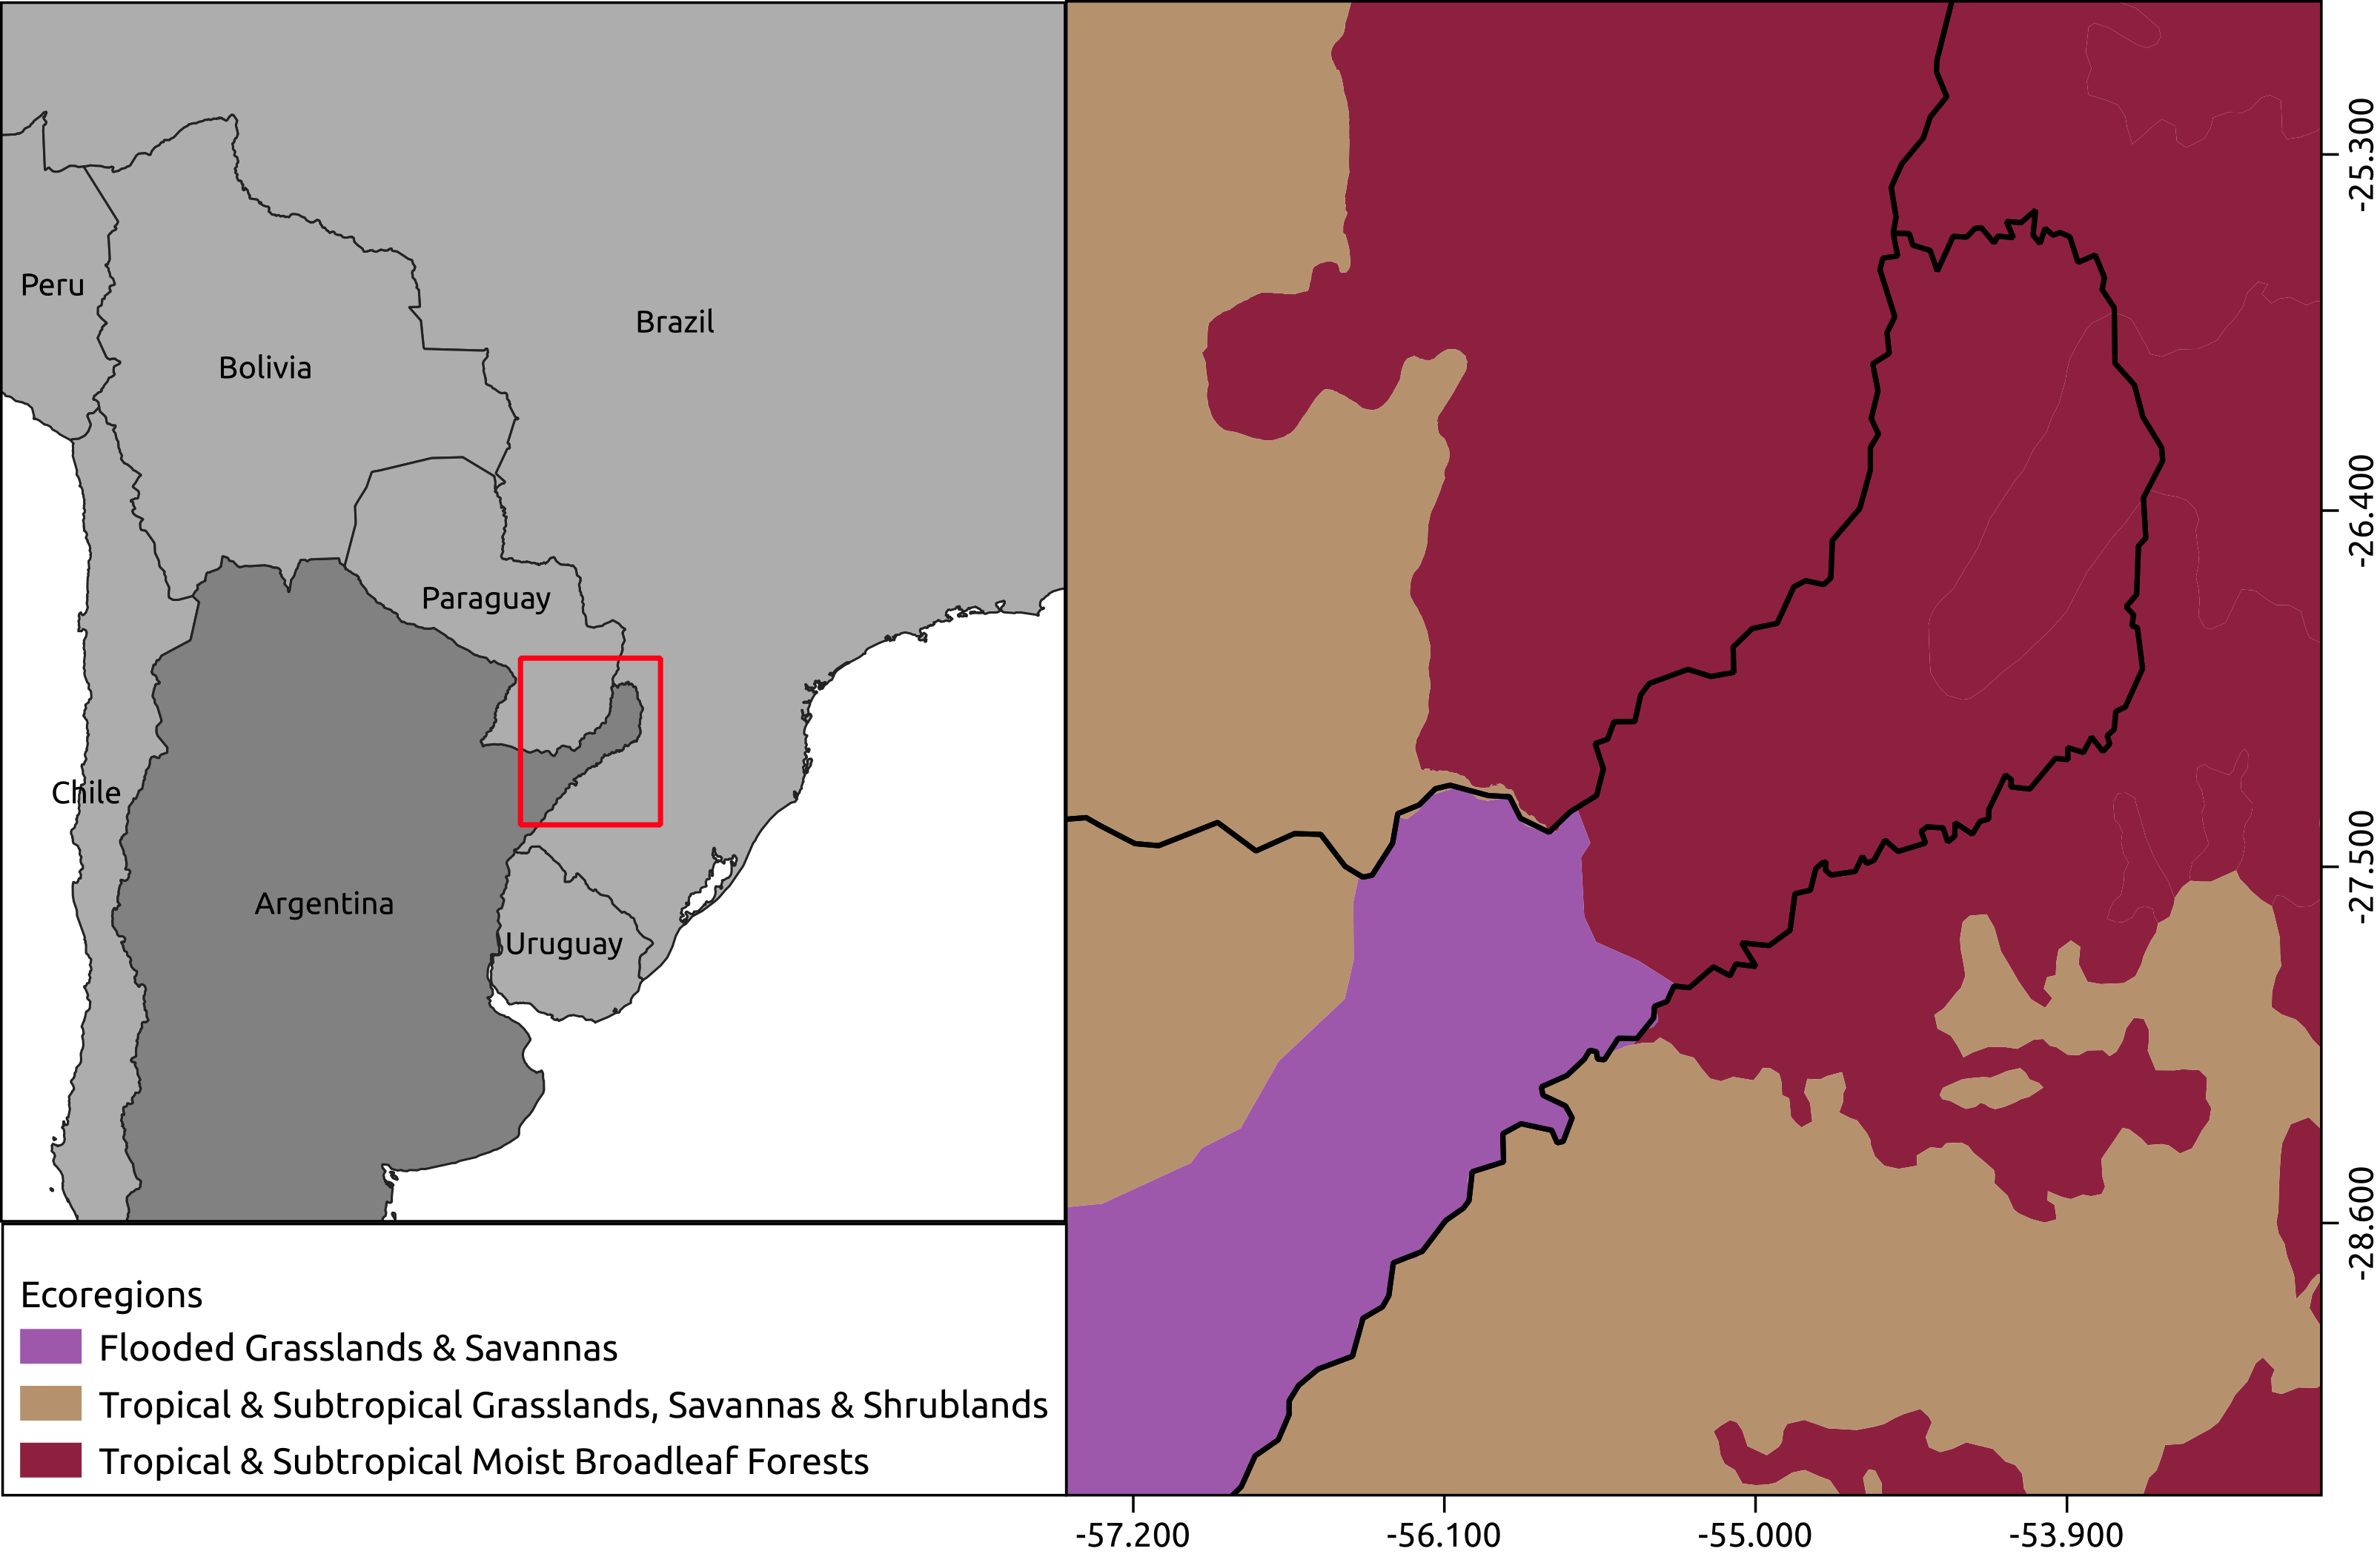 Peru
Brazil
Bolivia
Paraguay
Chile
Argentina
Uruguay
Ecoregions
Flooded Grasslands & Savannas
Tropical & Subtropical Grasslands, Savannas & Shrublands
Tropical & Subtropical Moist Broadleaf Forests
-25.300
-26.400
-27.500
-28.600
-57.200
-56.100
-55.000
-53.900